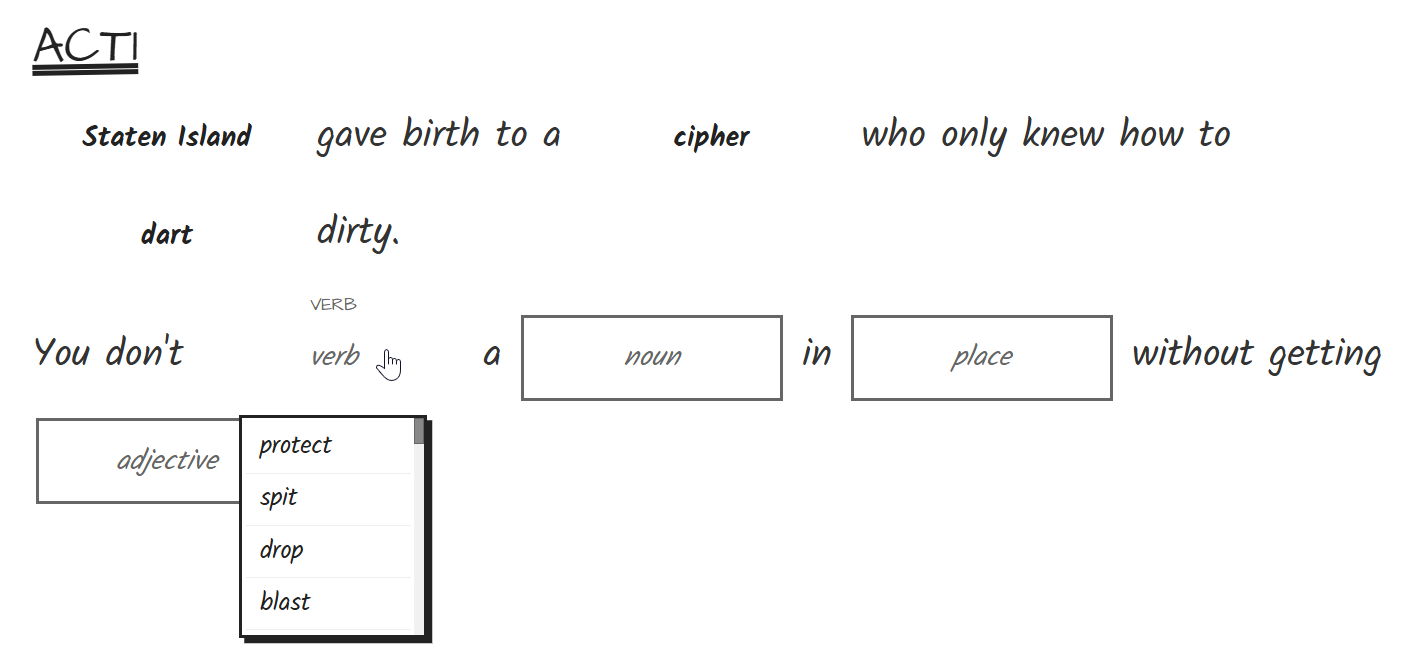 ACT I
Staten Island gave birth to a cipher who only knew how to
dart dirty.
VERB
You don't verb a noun in place without getting
adjective
protect
spit
drop
blast